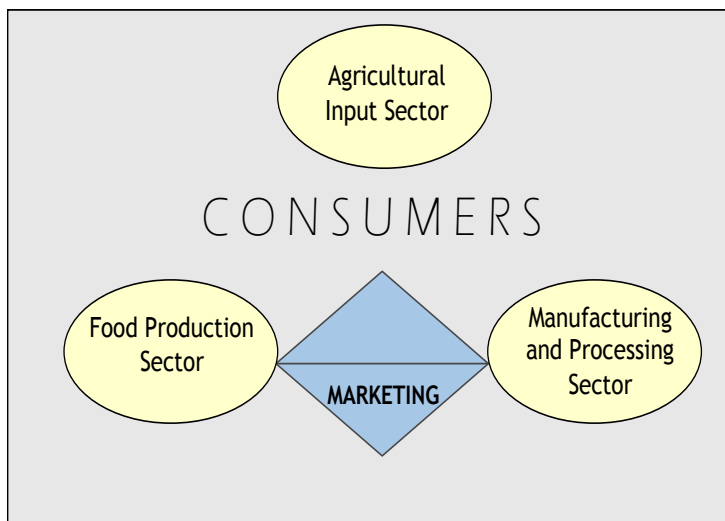 Agricultural
Input Sector
CONSUMERS
Food Production
Sector
MARKETING
Manufacturing
and Processing
Sector